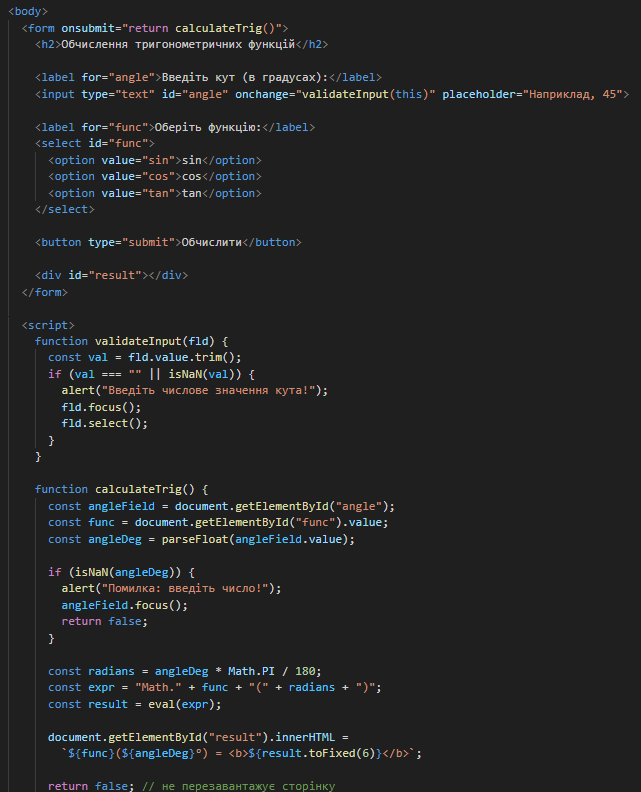 <body>
<form onsubmit="return calculateTrig()">
<h2>Обчислення тригонометричних функцій</h2>
<label for="angle">Введіть кут (в градусах):</label>
<input type="text" id="angle" onchange="validateInput(this)" placeholder="Наприклад, 45">
<label for="func">Оберіть функцію:</label>
<select id="func">
<option value="sin">sin</option>
<option value="cos">cos</option>
<option value="tan">tan</option>
</select>
<button type="submit">Обчислити</button>
<div id="result"></div>
</form>
<script>
function validateInput(fld) {
const val = fld.value.trim();
if (val === "" || isNaN(val)) {
alert("Введіть числове значення кута!");
fld.focus();
fld.select();
}
}
function calculateTrig() {
const angleField = document.getElementById("angle");
const func = document.getElementById("func").value;
const angleDeg = parseFloat(angleField.value);
if (isNaN(angleDeg)) {
alert("Помилка: введіть число!");
angleField.focus();
return false;
}
const radians = angleDeg * Math.PI / 180;
const expr = "Math." + func + "(" + radians + ")";
const result = eval(expr);
document.getElementById("result").innerHTML =
`${func}(${angleDeg}°) = <b>${result.toFixed(6)}</b>`;
return false; // не перезавантажує сторінку